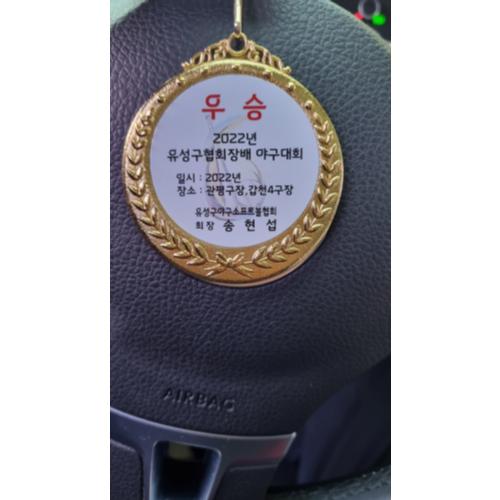 우 승
2022년
유성구협회장배 야구대회
일시 : 2022년
장소 : 관평구장,갑천4구장
유성구야구소프트볼협회
회장 송 현 섭
AIRBAG